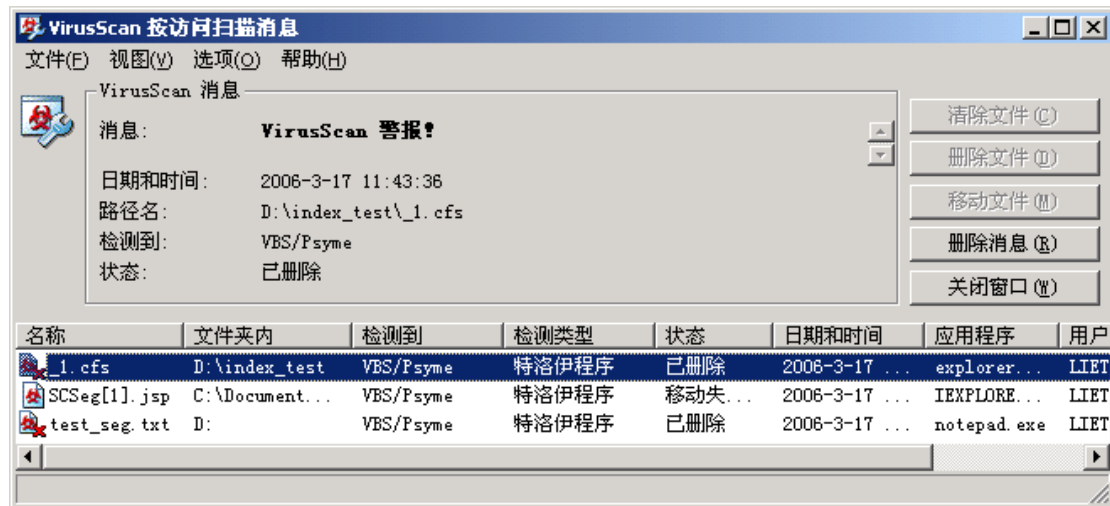 VirusScan 按访问扫描消息
文件(F) 视图(V) 选项(O) 帮助(H)
VirusScan 消息
消息: VirusScan 警报!
日期和时间: 2006-3-17 11:43:36
路径名: D:\index_test\_1.cfs
检测到: VBS/Psyme
状态: 已删除
清除文件(C)
删除文件(D)
移动文件(M)
删除消息(R)
关闭窗口(W)
名称 文件夹内 检测到 检测类型 状态 日期和时间 应用程序 用户
_1.cfs D:\index_test VBS/Psyme 特洛伊程序 已删除 2006-3-17 ... explorer... LIET
SCSeg[1].jsp C:\Document... VBS/Psyme 特洛伊程序 移动失... 2006-3-17 ... IEXPLORE... LIET
test_seg.txt D: VBS/Psyme 特洛伊程序 已删除 2006-3-17 ... notepad.exe LIET